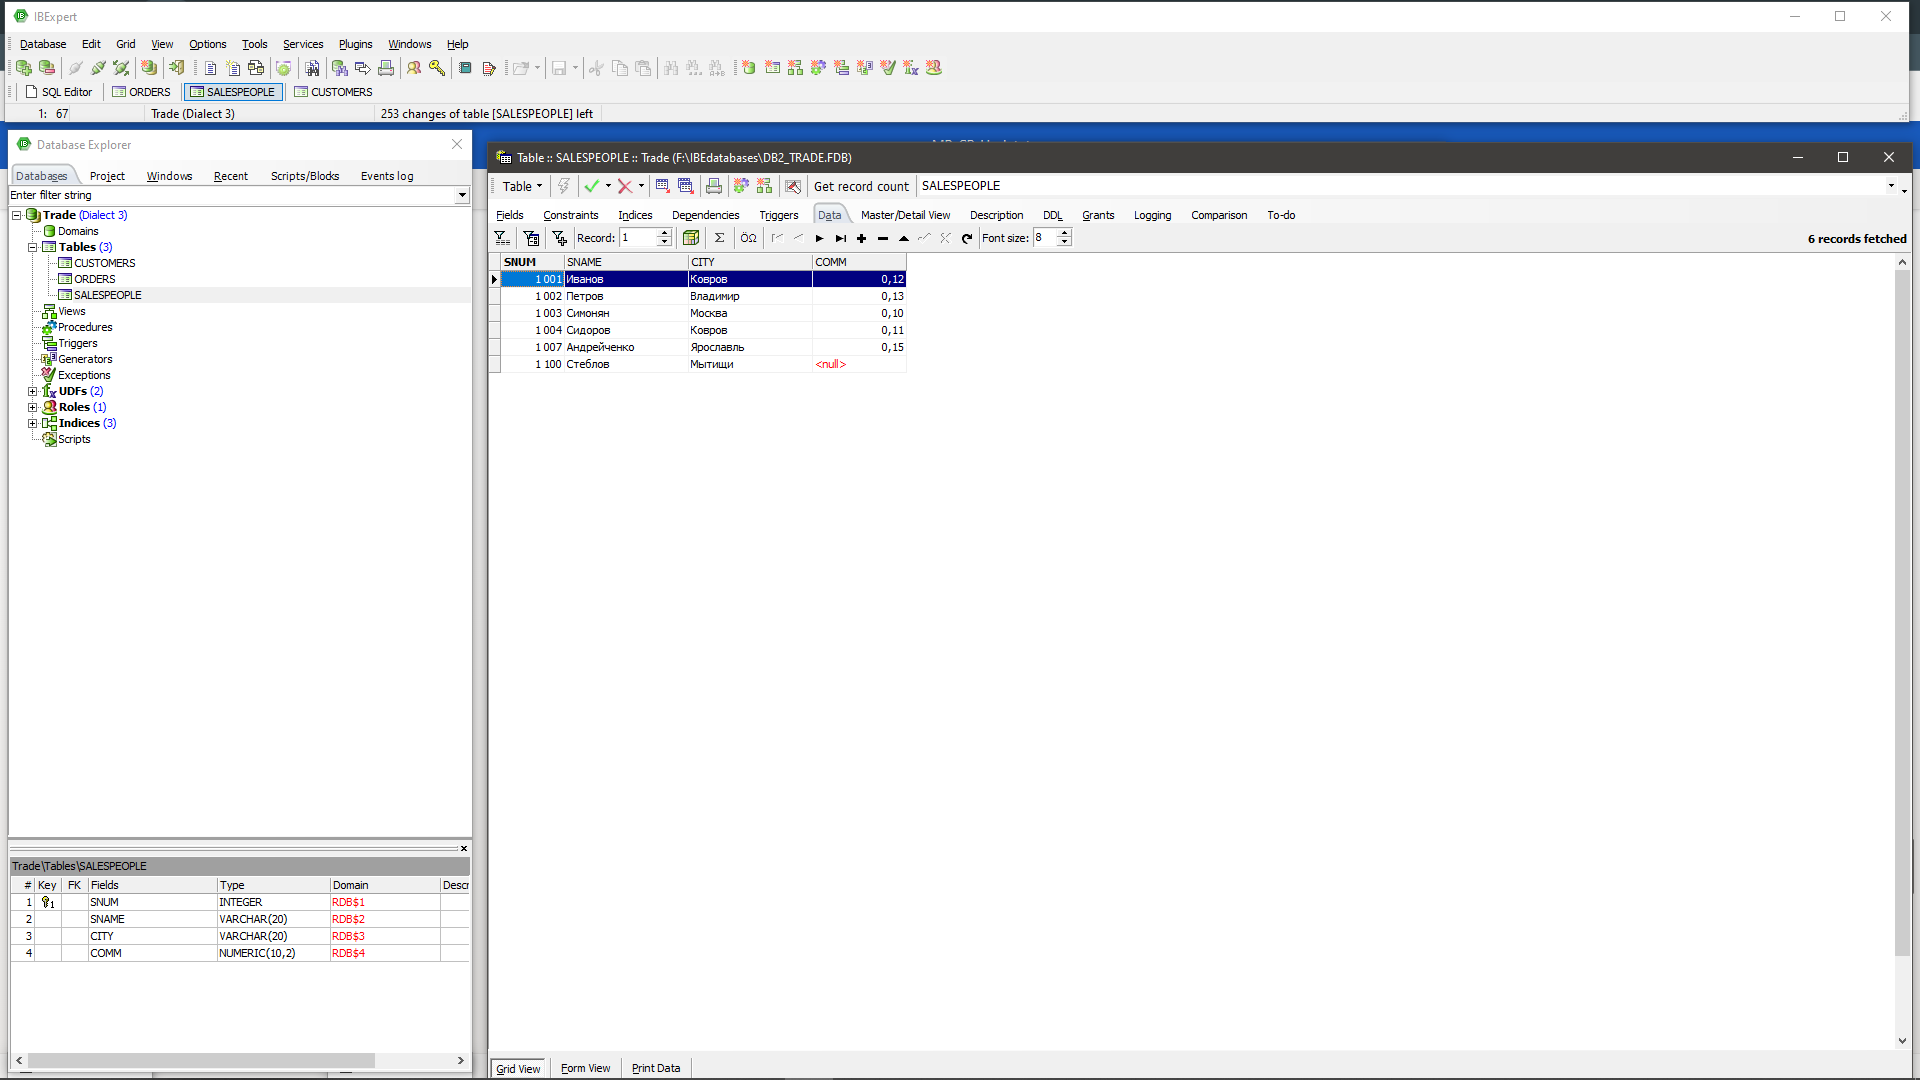 IBExpert
Database Edit Grid View Options Tools Services Plugins Windows Help
SQL Editor ORDERS SALESPEOPLE CUSTOMERS
1: 67 Trade (Dialect 3) 253 changes of table [SALESPEOPLE] left
Database Explorer
Databases Project Windows Recent Scripts/Blocks Events log
Enter filter string
Trade (Dialect 3)
Domains
Tables (3)
CUSTOMERS
ORDERS
SALESPEOPLE
Views
Procedures
Triggers
Generators
Exceptions
UDFs (2)
Roles (1)
Indices (3)
Scripts
Trade\Tables\SALESPEOPLE
# Key FK Fields Type Domain Descr
1 1 SNUM INTEGER RDB$1
2 SNAME VARCHAR(20) RDB$2
3 CITY VARCHAR(20) RDB$3
4 COMM NUMERIC(10,2) RDB$4
Table :: SALESPEOPLE :: Trade (F:\IBEdatabases\DB2_TRADE.FDB)
Table Get record count SALESPEOPLE
Fields Constraints Indices Dependencies Triggers Data Master/Detail View Description DDL Grants Logging Comparison To-do
Record: 1 Σ ÖΩ Font size: 8 6 records fetched
SNUM SNAME CITY COMM
1 001 Иванов Ковров 0,12
1 002 Петров Владимир 0,13
1 003 Симонян Москва 0,10
1 004 Сидоров Ковров 0,11
1 007 Андрейченко Ярославль 0,15
1 100 Стеблов Мытищи <null>
Grid View Form View Print Data